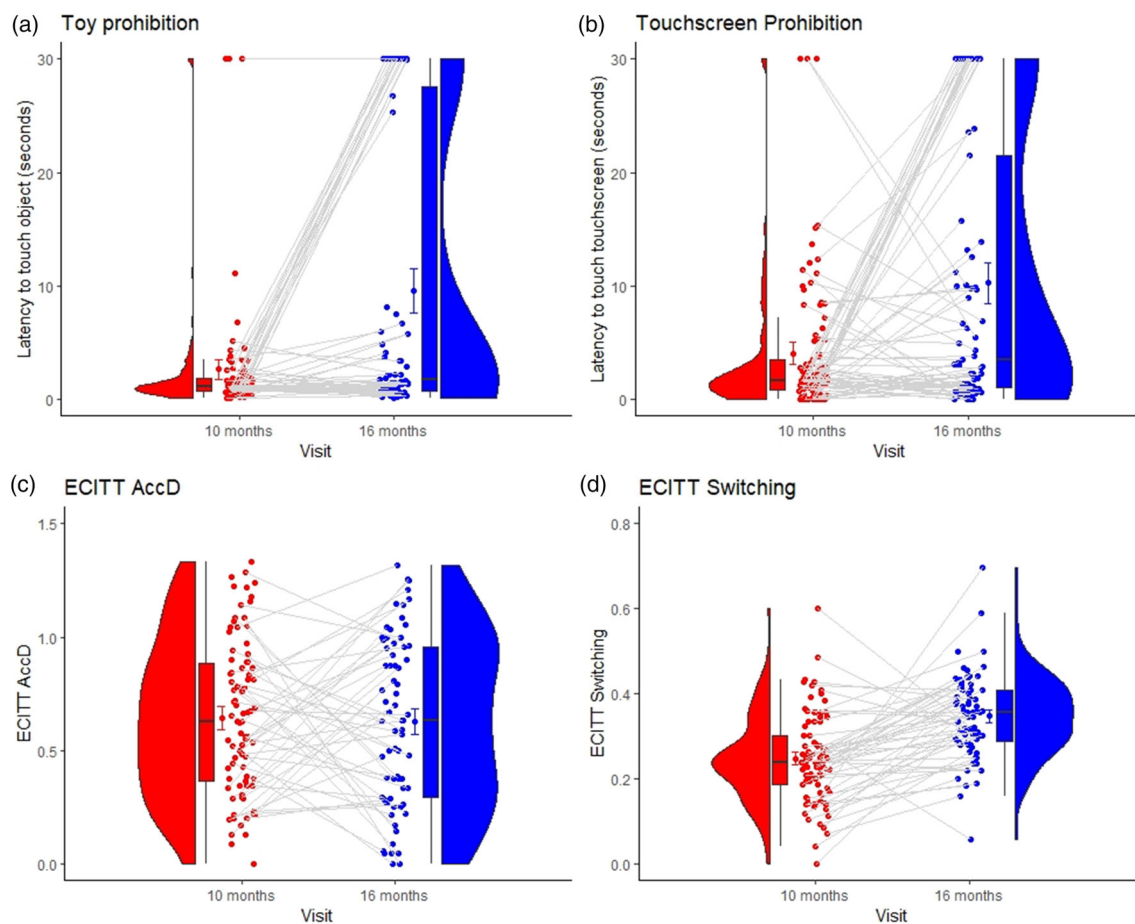 (a) Toy prohibition
Latency to touch object (seconds)
30
20
10
0
10 months
16 months
Visit
(b) Touchscreen Prohibition
Latency to touch touchscreen (seconds)
30
20
10
0
10 months
16 months
Visit
(c) ECITT AccD
ECITT AccD
1.5
1.0
0.5
0.0
10 months
16 months
Visit
(d) ECITT Switching
ECITT Switching
0.8
0.6
0.4
0.2
0.0
10 months
16 months
Visit